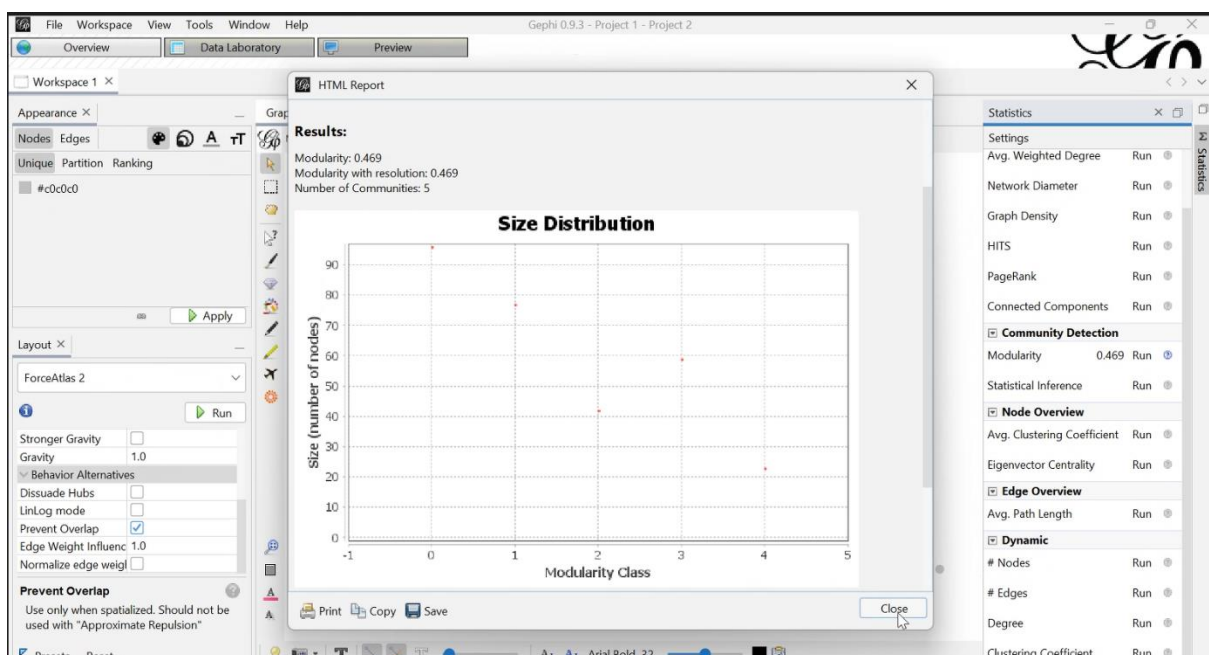 File Workspace View Tools Window Help
Gephi 0.9.3 - Project 1 - Project 2
Overview Data Laboratory Preview
Workspace 1
Appearance
Nodes Edges
Unique Partition Ranking
#c0c0c0
Apply
Layout
ForceAtlas 2
Run
Stronger Gravity
Gravity 1.0
Behavior Alternatives
Dissuade Hubs
LinLog mode
Prevent Overlap
Edge Weight Influenc 1.0
Normalize edge weigl
Prevent Overlap
Use only when spatialized. Should not be
used with "Approximate Repulsion"
Grap
HTML Report
Results:
Modularity: 0.469
Modularity with resolution: 0.469
Number of Communities: 5
Size Distribution
Size (number of nodes)
90
80
70
60
50
40
30
20
10
0
-1 0 1 2 3 4 5
Modularity Class
Print Copy Save
Close
Statistics
Settings
Avg. Weighted Degree Run
Network Diameter Run
Graph Density Run
HITS Run
PageRank Run
Connected Components Run
Community Detection
Modularity 0.469 Run
Statistical Inference Run
Node Overview
Avg. Clustering Coefficient Run
Eigenvector Centrality Run
Edge Overview
Avg. Path Length Run
Dynamic
# Nodes Run
# Edges Run
Degree Run
Clustering Coefficient Run
Statistics
Presets... Reset
Arial Bold, 32